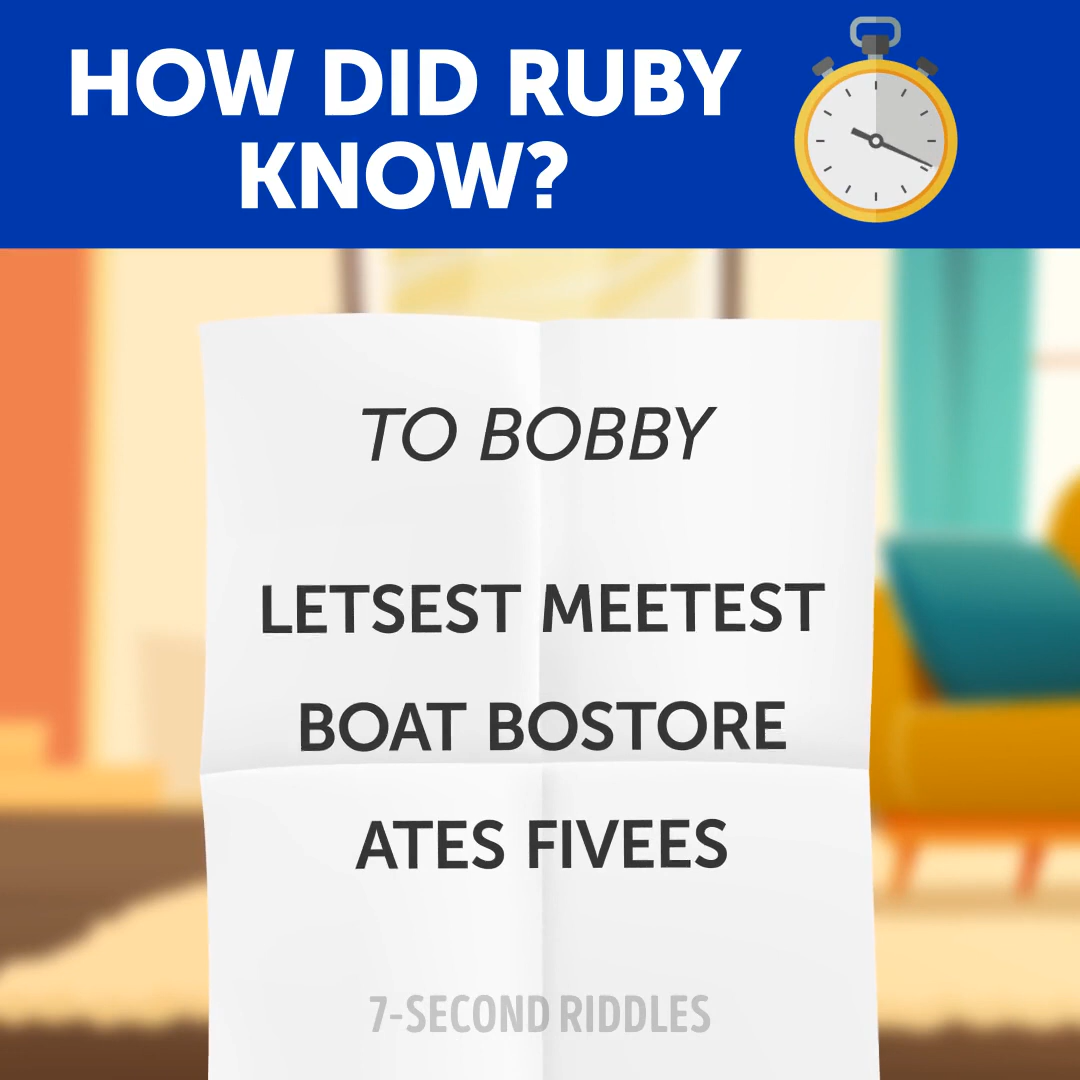 HOW DID RUBY
KNOW?
TO BOBBY
LETSEST MEETEST
BOAT BOSTORE
ATES FIVEES
7-SECOND RIDDLES